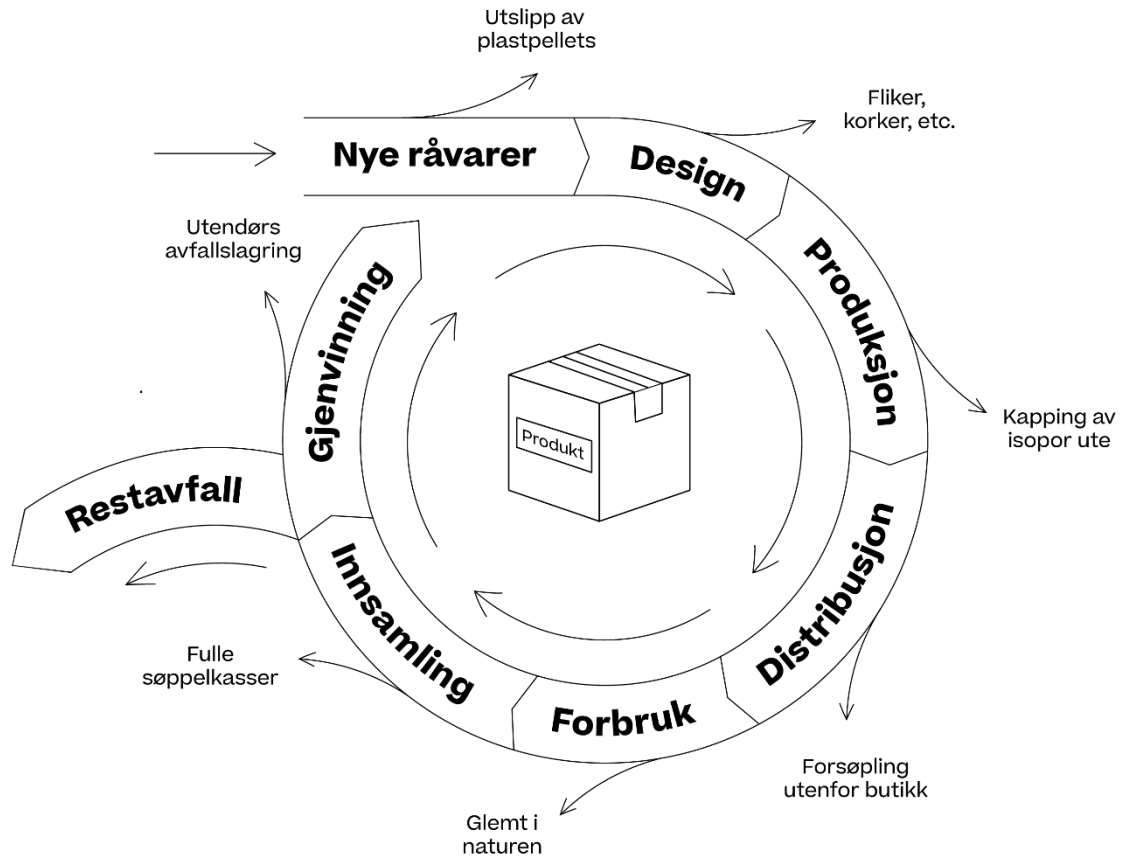 Utslipp av
plastpellets
Fliker,
korker, etc.
Nye råvarer
Design
Utendørs
avfallslagring
Produksjon
Gjenvinning
Kapping av
isopor ute
Produkt
Restavfall
Distribusjon
Innsamling
Fulle
søppelkasser
Forbruk
Forsøpling
utenfor butikk
Glemt i
naturen